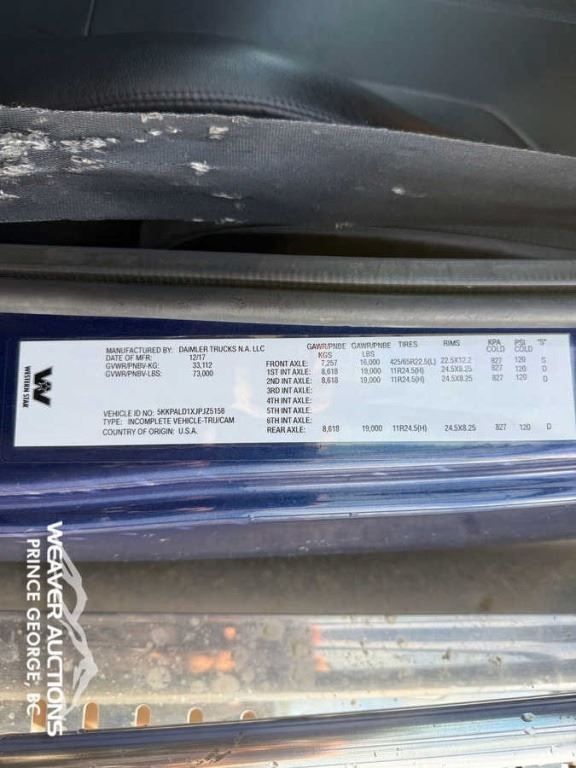 WESTERN STAR
MANUFACTURED BY: DAIMLER TRUCKS N.A. LLC
DATE OF MFR: 12/17
GVWR/PNBV-KG: 33,112
GVWR/PNBV-LBS: 73,000
VEHICLE ID NO: 5KKPALD1XJPJZ5158
TYPE: INCOMPLETE VEHICLE-TRU/CAM
COUNTRY OF ORIGIN: U.S.A.
GAWR/PNBE KGS GAWR/PNBE LBS TIRES RIMS KPA COLD PSI COLD "S"
FRONT AXLE: 7,257 16,000 425/65R22.5(L) 22.5X12.2 827 120 S
1ST INT AXLE: 8,618 19,000 11R24.5(H) 24.5X8.25 827 120 D
2ND INT AXLE: 8,618 19,000 11R24.5(H) 24.5X8.25 827 120 D
3RD INT AXLE:
4TH INT AXLE:
5TH INT AXLE:
6TH INT AXLE:
REAR AXLE: 8,618 19,000 11R24.5(H) 24.5X8.25 827 120 D
WEAVER AUCTIONS
PRINCE GEORGE, BC